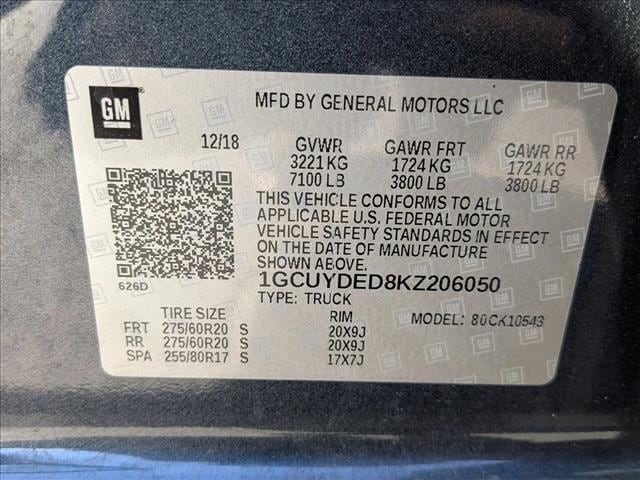 GM
MFD BY GENERAL MOTORS LLC
12/18 GVWR GAWR FRT GAWR RR
3221 KG 1724 KG 1724 KG
7100 LB 3800 LB 3800 LB
THIS VEHICLE CONFORMS TO ALL
APPLICABLE U.S. FEDERAL MOTOR
VEHICLE SAFETY STANDARDS IN EFFECT
ON THE DATE OF MANUFACTURE
SHOWN ABOVE.
626D
1GCUYDED8KZ206050
TYPE: TRUCK
TIRE SIZE RIM MODEL: 80CK10543
FRT 275/60R20 S 20X9J
RR 275/60R20 S 20X9J
SPA 255/80R17 S 17X7J